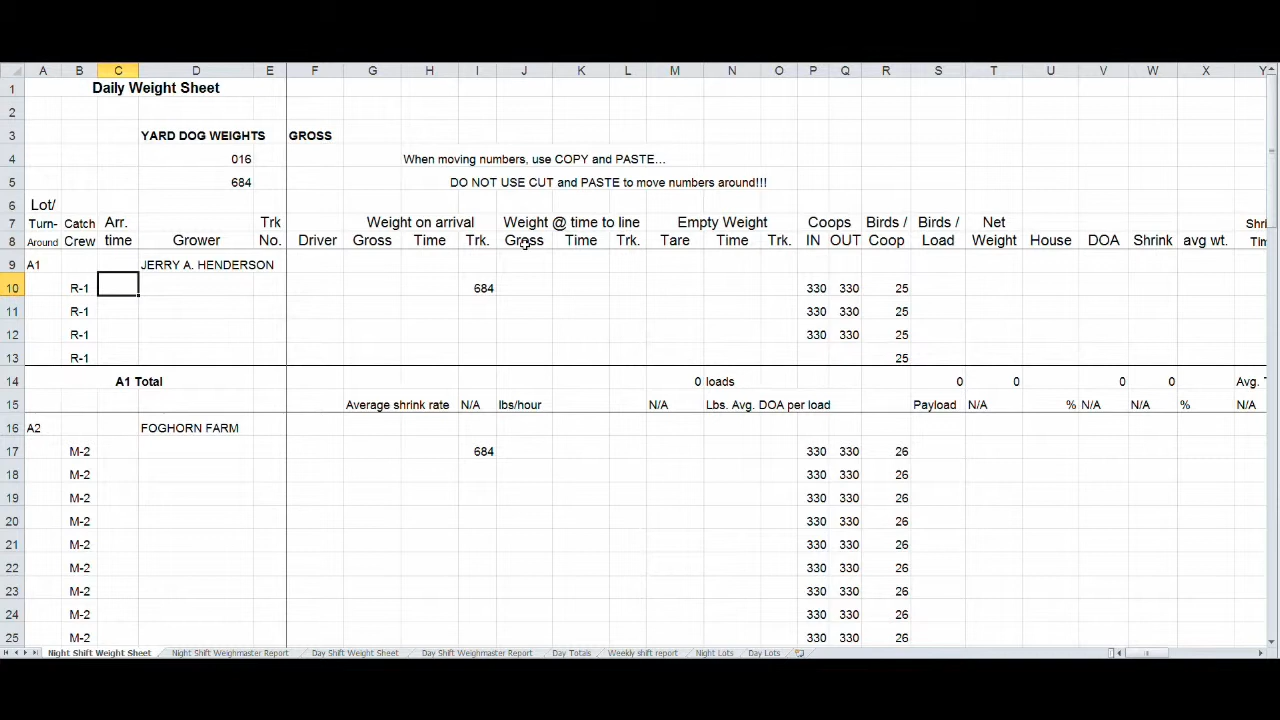 A B C D E F G H I J K L M N O P Q R S T U V W X Y
1 Daily Weight Sheet
2
3 YARD DOG WEIGHTS GROSS
4 016 When moving numbers, use COPY and PASTE...
5 684 DO NOT USE CUT and PASTE to move numbers around!!!
6 Lot/
7 Turn- Catch Arr. Trk Weight on arrival Weight @ time to line Empty Weight Coops Birds / Birds / Net Shri
8 Around Crew time Grower No. Driver Gross Time Trk. Gross Time Trk. Tare Time Trk. IN OUT Coop Load Weight House DOA Shrink avg wt. Tim
9 A1 JERRY A. HENDERSON
10 R-1 684 330 330 25
11 R-1 330 330 25
12 R-1 330 330 25
13 R-1 25
14 A1 Total 0 loads 0 0 0 0 Avg. T
15 Average shrink rate N/A lbs/hour N/A Lbs. Avg. DOA per load Payload N/A % N/A N/A % N/A
16 A2 FOGHORN FARM
17 M-2 684 330 330 26
18 M-2 330 330 26
19 M-2 330 330 26
20 M-2 330 330 26
21 M-2 330 330 26
22 M-2 330 330 26
23 M-2 330 330 26
24 M-2 330 330 26
25 M-2 330 330 26
Night Shift Weight Sheet Night Shift Weighmaster Report Day Shift Weight Sheet Day Shift Weighmaster Report Day Totals Weekly shift report Night Lots Day Lots